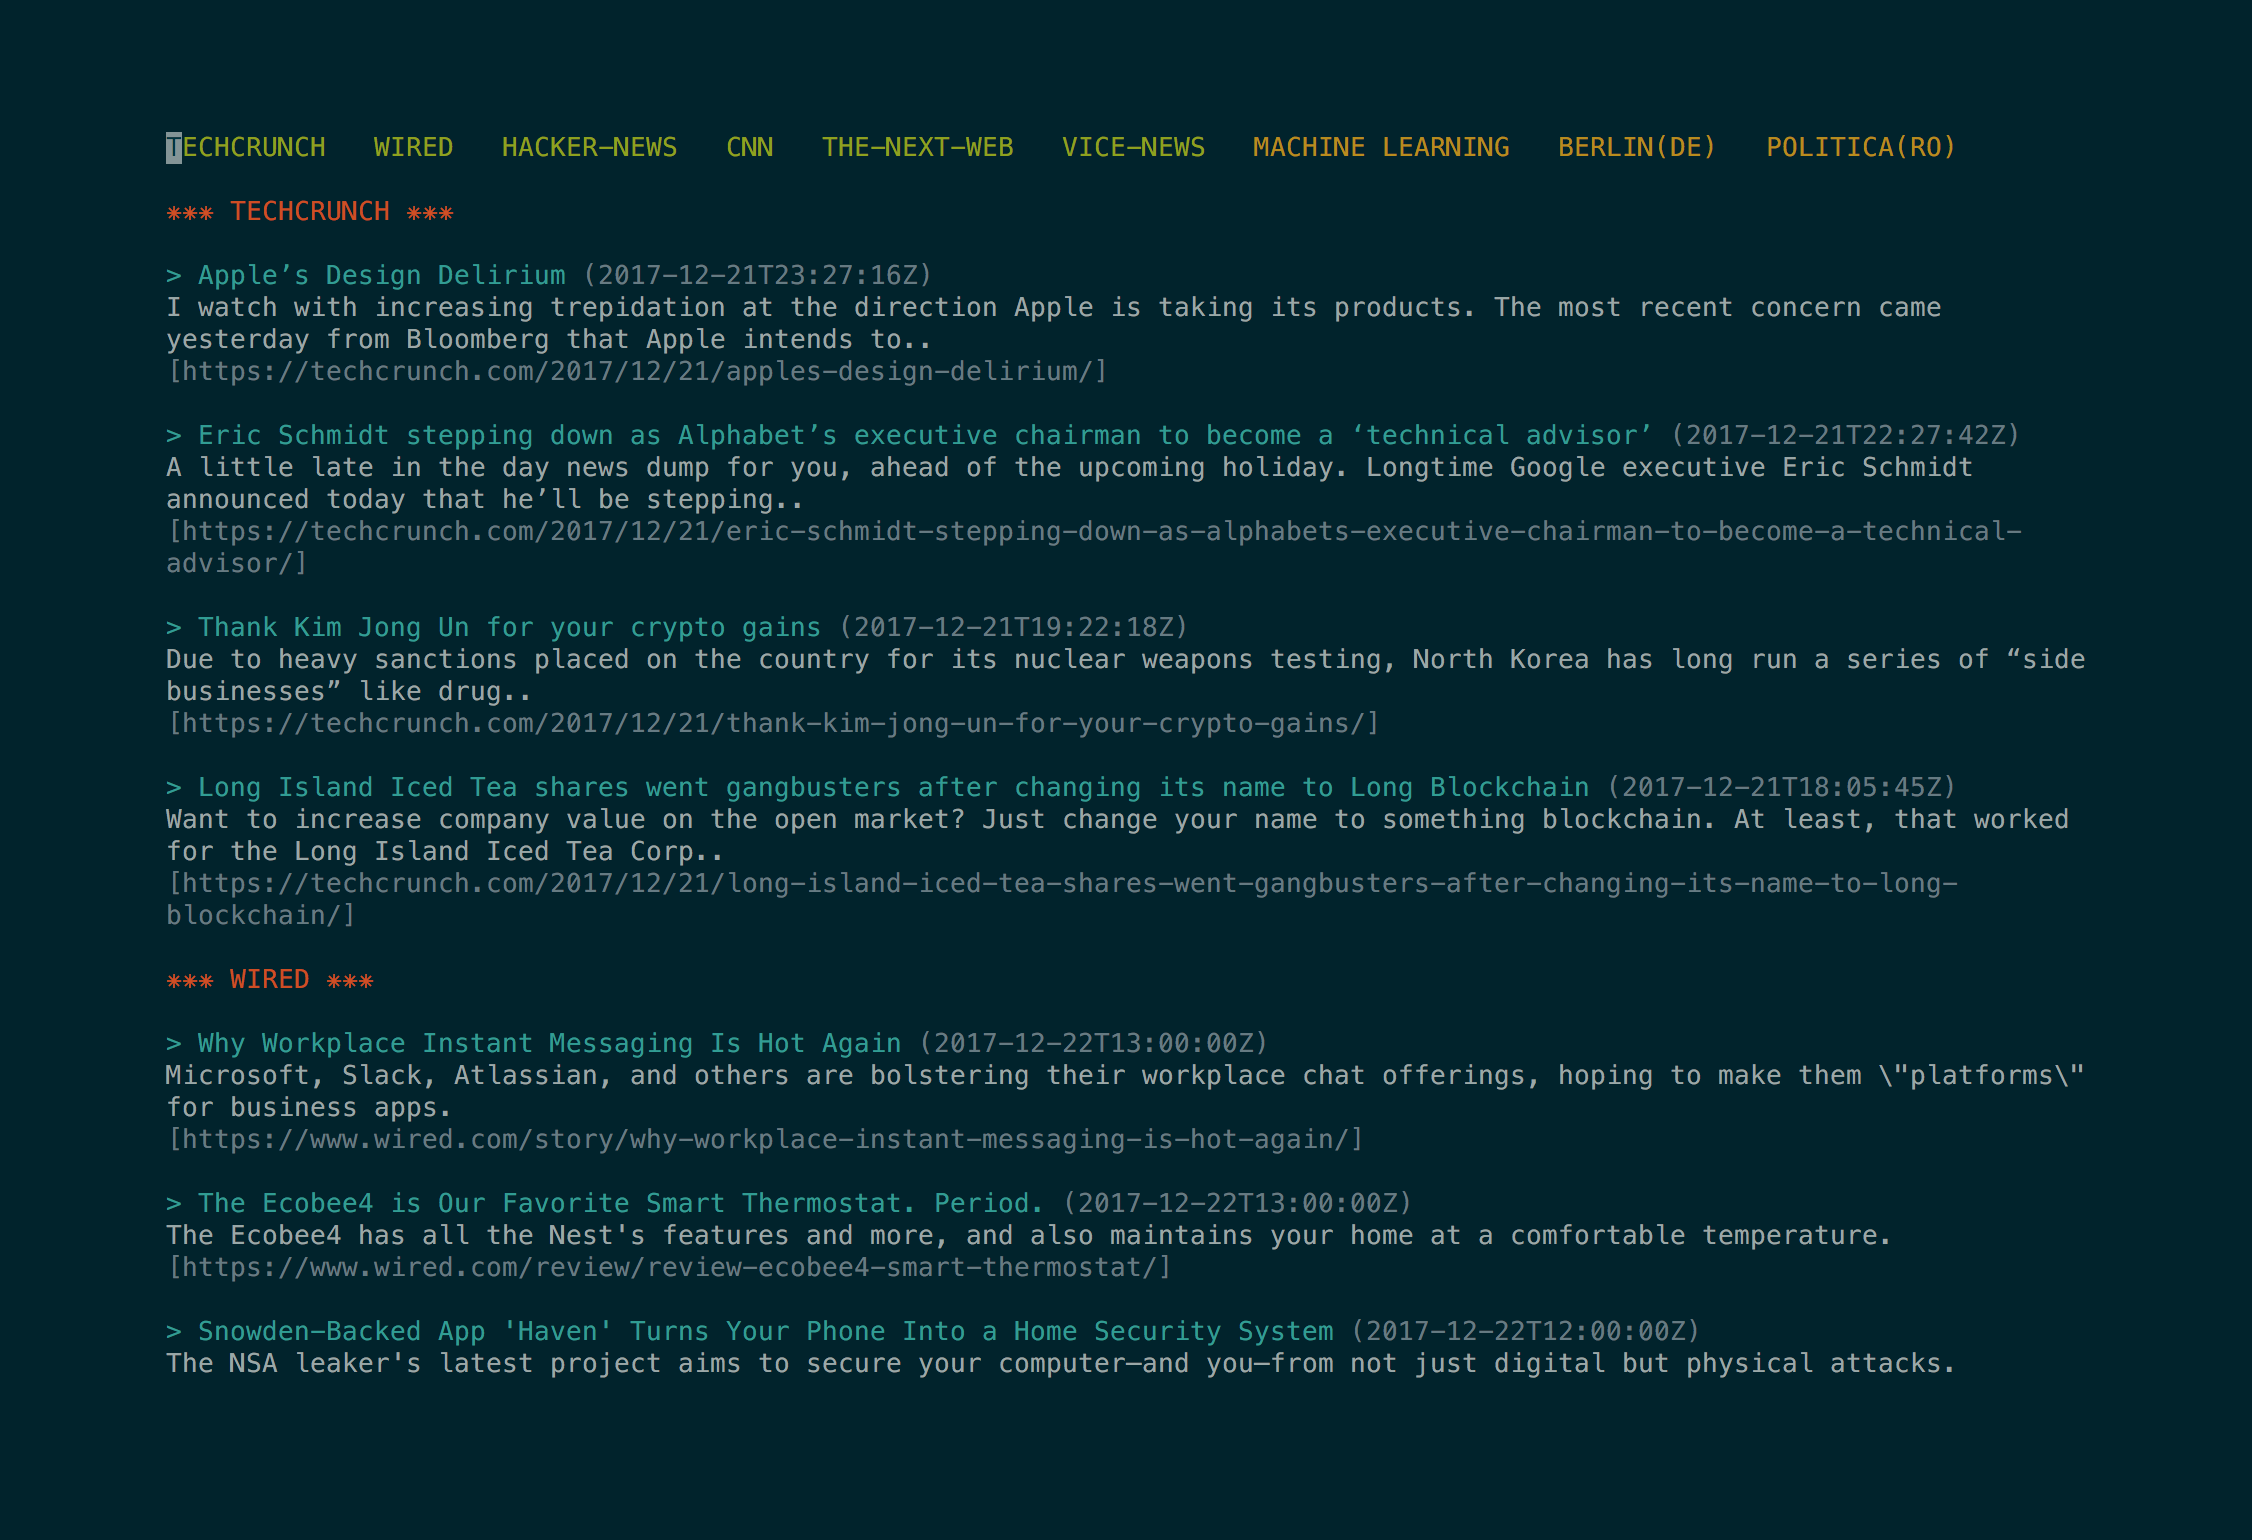 TECHCRUNCH   WIRED   HACKER-NEWS   CNN   THE-NEXT-WEB   VICE-NEWS   MACHINE LEARNING   BERLIN(DE)   POLITICA(RO)
*** TECHCRUNCH ***
> Apple’s Design Delirium (2017-12-21T23:27:16Z)
I watch with increasing trepidation at the direction Apple is taking its products. The most recent concern came
yesterday from Bloomberg that Apple intends to..
[https://techcrunch.com/2017/12/21/apples-design-delirium/]
> Eric Schmidt stepping down as Alphabet’s executive chairman to become a ‘technical advisor’ (2017-12-21T22:27:42Z)
A little late in the day news dump for you, ahead of the upcoming holiday. Longtime Google executive Eric Schmidt
announced today that he’ll be stepping..
[https://techcrunch.com/2017/12/21/eric-schmidt-stepping-down-as-alphabets-executive-chairman-to-become-a-technical-
advisor/]
> Thank Kim Jong Un for your crypto gains (2017-12-21T19:22:18Z)
Due to heavy sanctions placed on the country for its nuclear weapons testing, North Korea has long run a series of “side
businesses” like drug..
[https://techcrunch.com/2017/12/21/thank-kim-jong-un-for-your-crypto-gains/]
> Long Island Iced Tea shares went gangbusters after changing its name to Long Blockchain (2017-12-21T18:05:45Z)
Want to increase company value on the open market? Just change your name to something blockchain. At least, that worked
for the Long Island Iced Tea Corp..
[https://techcrunch.com/2017/12/21/long-island-iced-tea-shares-went-gangbusters-after-changing-its-name-to-long-
blockchain/]
*** WIRED ***
> Why Workplace Instant Messaging Is Hot Again (2017-12-22T13:00:00Z)
Microsoft, Slack, Atlassian, and others are bolstering their workplace chat offerings, hoping to make them \"platforms\"
for business apps.
[https://www.wired.com/story/why-workplace-instant-messaging-is-hot-again/]
> The Ecobee4 is Our Favorite Smart Thermostat. Period. (2017-12-22T13:00:00Z)
The Ecobee4 has all the Nest's features and more, and also maintains your home at a comfortable temperature.
[https://www.wired.com/review/review-ecobee4-smart-thermostat/]
> Snowden-Backed App 'Haven' Turns Your Phone Into a Home Security System (2017-12-22T12:00:00Z)
The NSA leaker's latest project aims to secure your computer—and you—from not just digital but physical attacks.